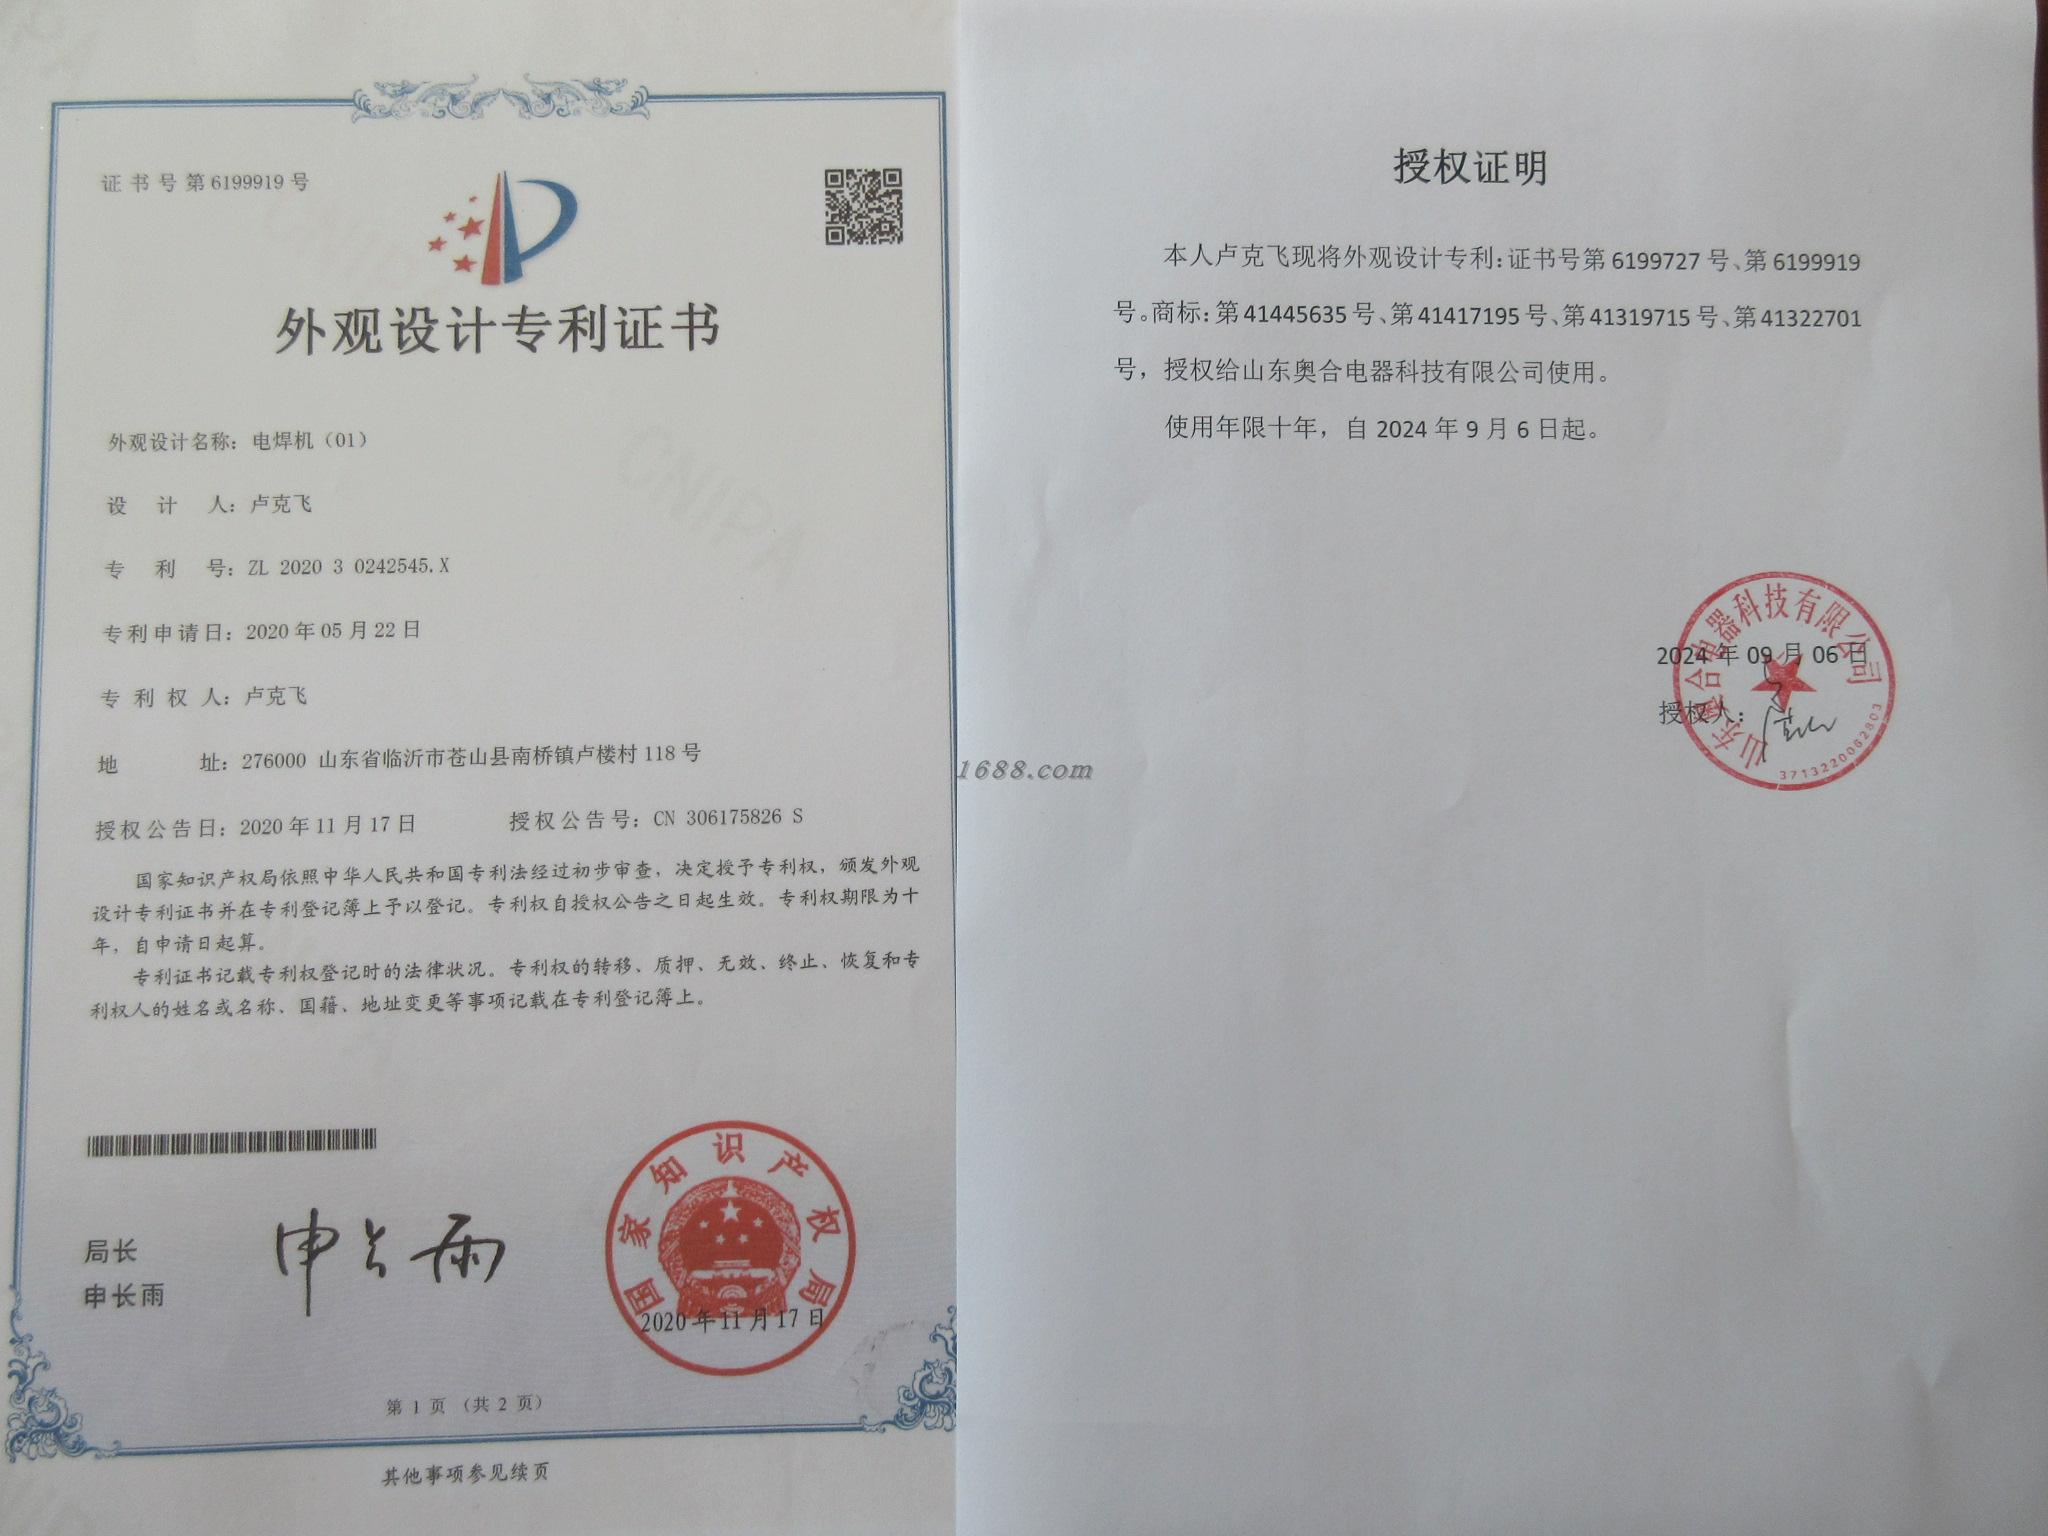 证书号第6199919号
外观设计专利证书
外观设计名称：电焊机（01）
设计人：卢克飞
专利号：ZL 2020 3 0242545.X
专利申请日：2020年05月22日
专利权人：卢克飞
地址：276000 山东省临沂市苍山县南桥镇卢楼村118号
授权公告日：2020年11月17日 授权公告号：CN 306175826 S
国家知识产权局依照中华人民共和国专利法经过初步审查，决定授予专利权，颁发外观
设计专利证书并在专利登记簿上予以登记。专利权自授权公告之日起生效。专利权期限为十
年，自申请日起算。
专利证书记载专利权登记时的法律状况。专利权的转移、质押、无效、终止、恢复和专
利权人的姓名或名称、国籍、地址变更等事项记载在专利登记簿上。
局长
申长雨
申长雨
国家知识产权局
2020年11月17日
第1页（共2页）
其他事项参见续页
CNIPA
授权证明
本人卢克飞现将外观设计专利：证书号第6199727号、第6199919
号。商标：第41445635号、第41417195号、第41319715号、第41322701
号，授权给山东奥合电器科技有限公司使用。
使用年限十年，自2024年9月6日起。
2024年09月06日
授权人：
山东奥合电器科技有限公司
3713220062803
1688.com